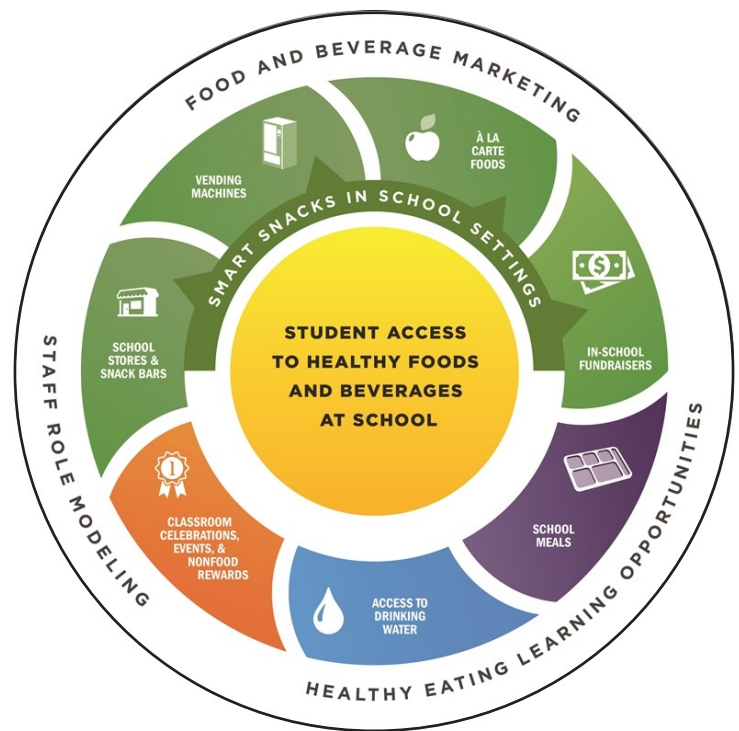 FOOD AND BEVERAGE MARKETING
VENDING
MACHINES
À LA
CARTE
FOODS
SMART SNACKS IN SCHOOL SETTINGS
IN-SCHOOL
FUNDRAISERS
SCHOOL
STORES &
SNACK BARS
STUDENT ACCESS
TO HEALTHY FOODS
AND BEVERAGES
AT SCHOOL
SCHOOL
MEALS
1
CLASSROOM
CELEBRATIONS,
EVENTS, &
NONFOOD
REWARDS
ACCESS TO
DRINKING
WATER
STAFF ROLE MODELING
HEALTHY EATING LEARNING OPPORTUNITIES
$